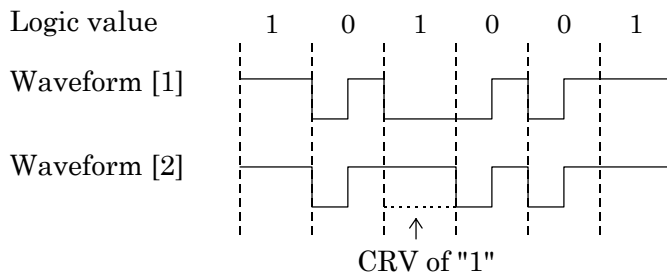 Logic value 1 0 1 0 0 1
Waveform [1]
Waveform [2]
CRV of "1"